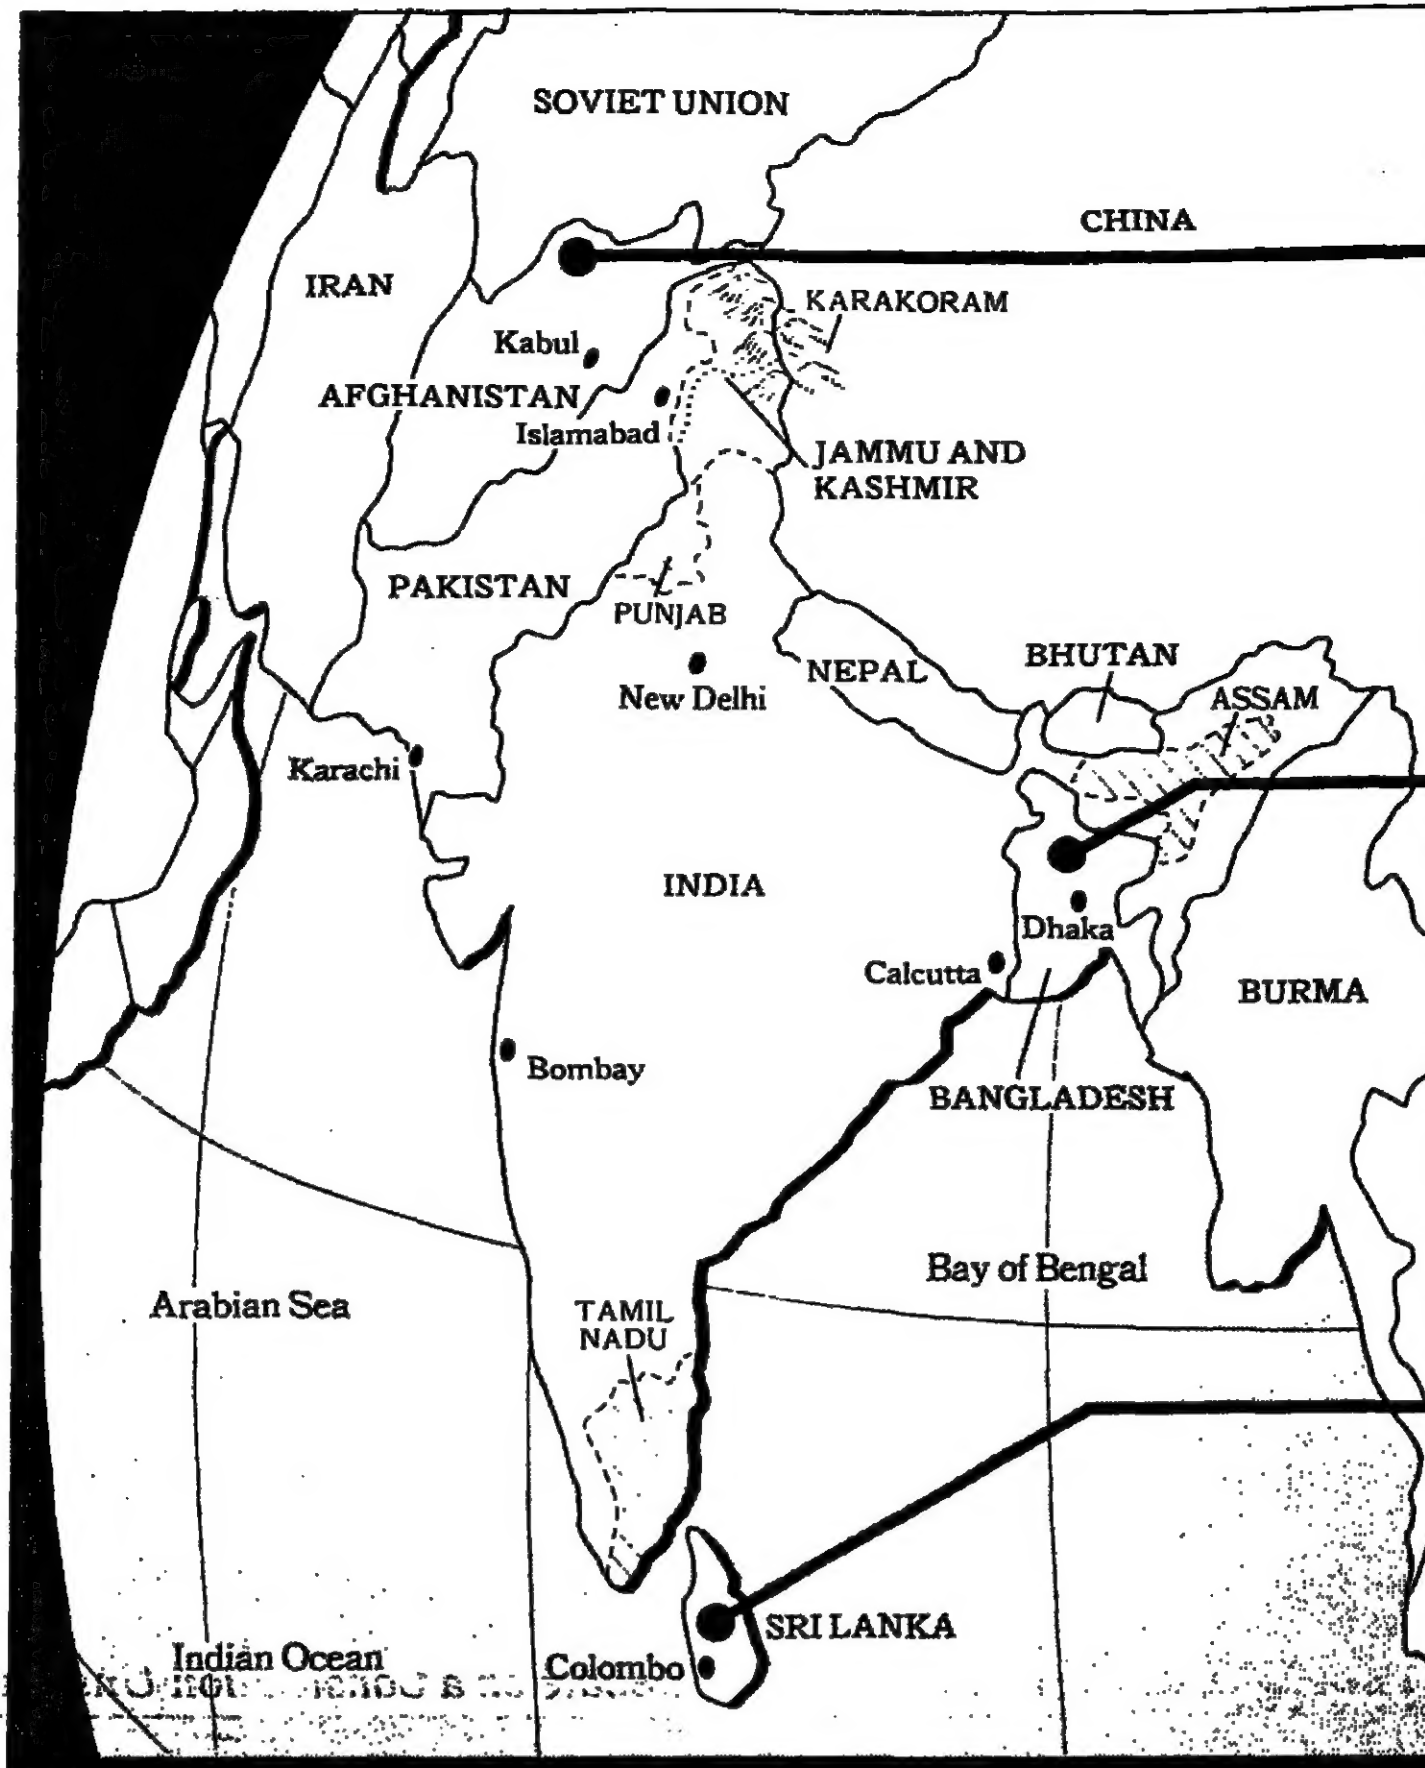 SOVIET UNION
CHINA
IRAN
KARAKORAM
Kabul
AFGHANISTAN
Islamabad
JAMMU AND
KASHMIR
PAKISTAN
PUNJAB
BHUTAN
NEPAL
ASSAM
New Delhi
Karachi
INDIA
Dhaka
Calcutta
BURMA
Bombay
BANGLADESH
Bay of Bengal
Arabian Sea
TAMIL
NADU
SRI LANKA
Indian Ocean
Colombo